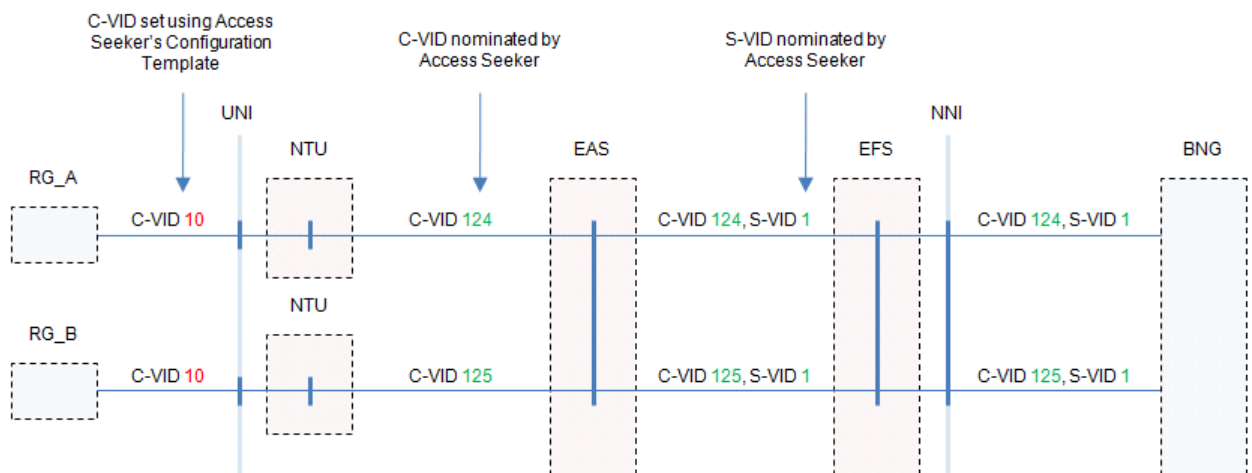 C-VID set using Access
Seeker's Configuration
Template
C-VID nominated by
Access Seeker
S-VID nominated by
Access Seeker
UNI
NNI
NTU
EAS
EFS
BNG
RG_A
C-VID 10
C-VID 124
C-VID 124, S-VID 1
C-VID 124, S-VID 1
NTU
RG_B
C-VID 10
C-VID 125
C-VID 125, S-VID 1
C-VID 125, S-VID 1